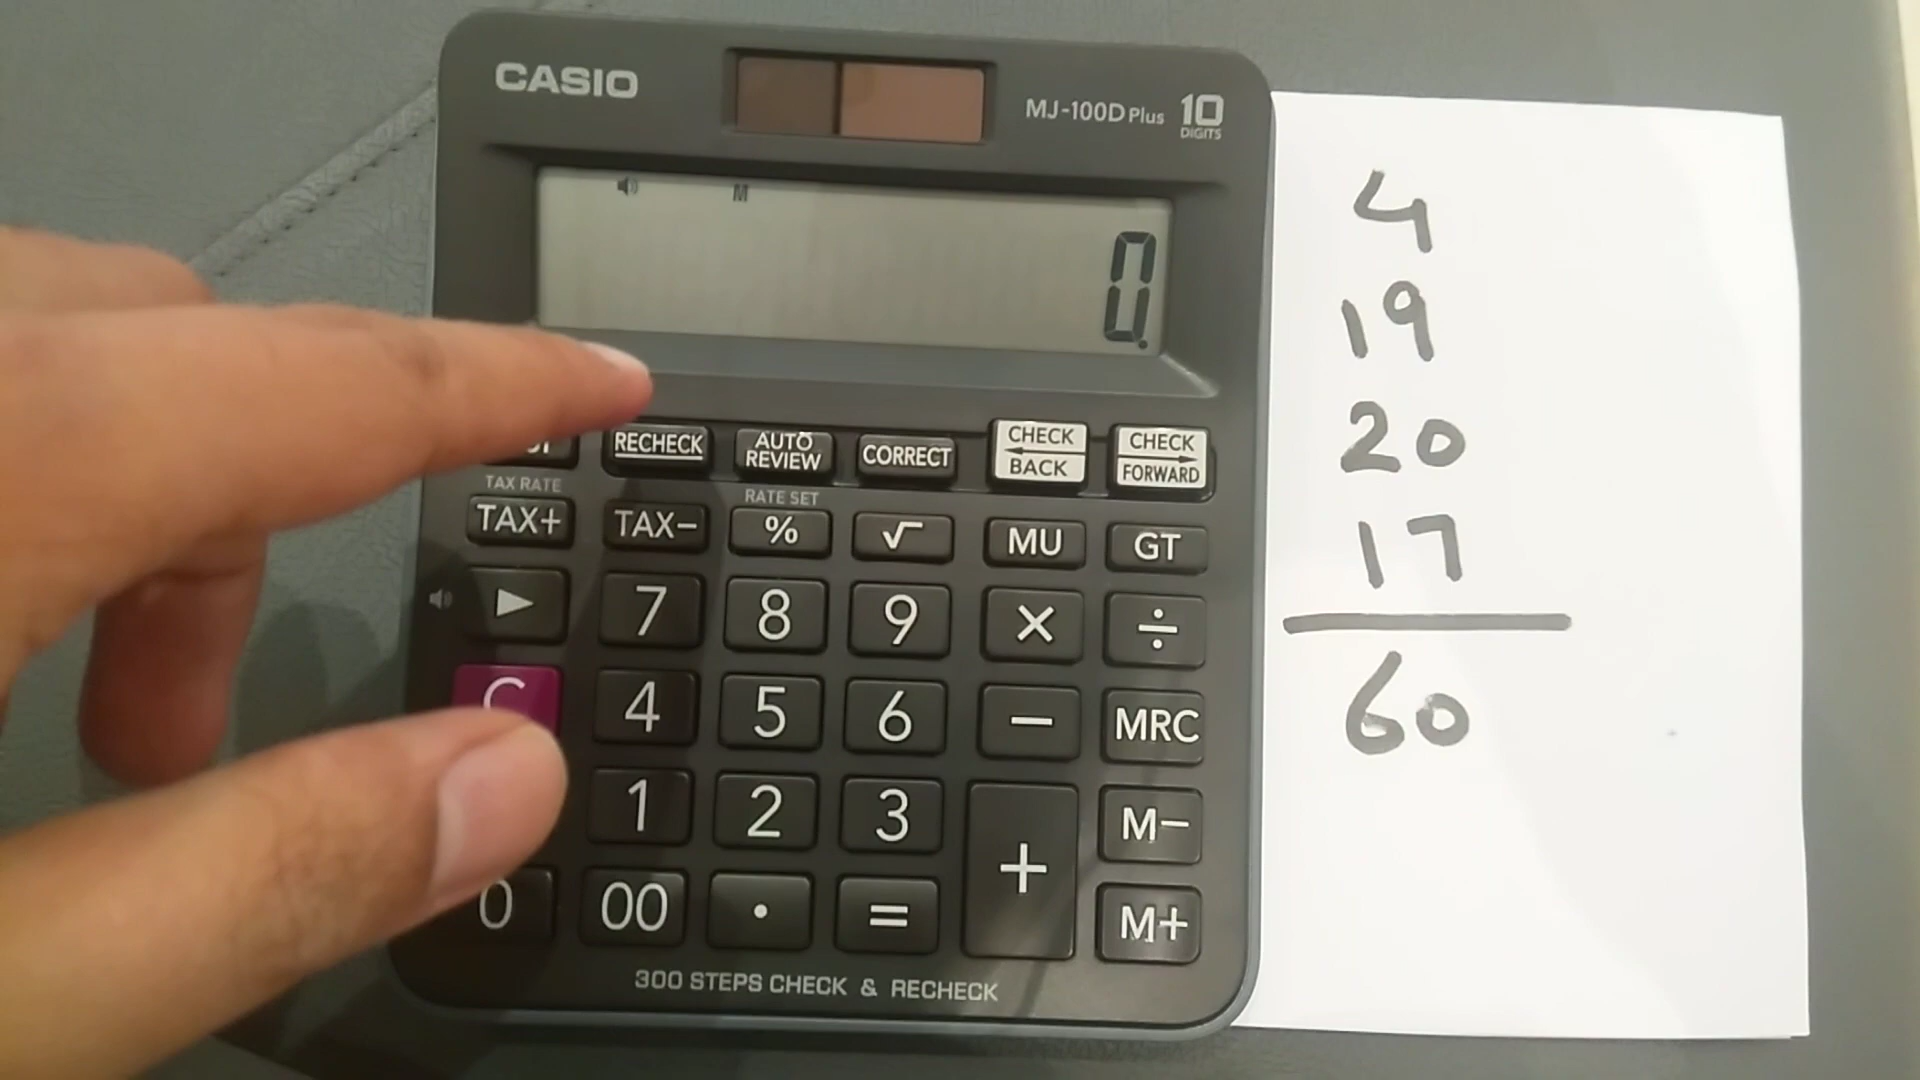 CASIO
MJ-100D Plus 10 DIGITS
M
0.
RECHECK AUTO REVIEW CORRECT CHECK BACK CHECK FORWARD
TAX RATE RATE SET
TAX+ TAX− % √ MU GT
7 8 9 × ÷
C 4 5 6 − MRC
1 2 3 + M−
0 00 . = M+
300 STEPS CHECK & RECHECK
4
19
20
17
60